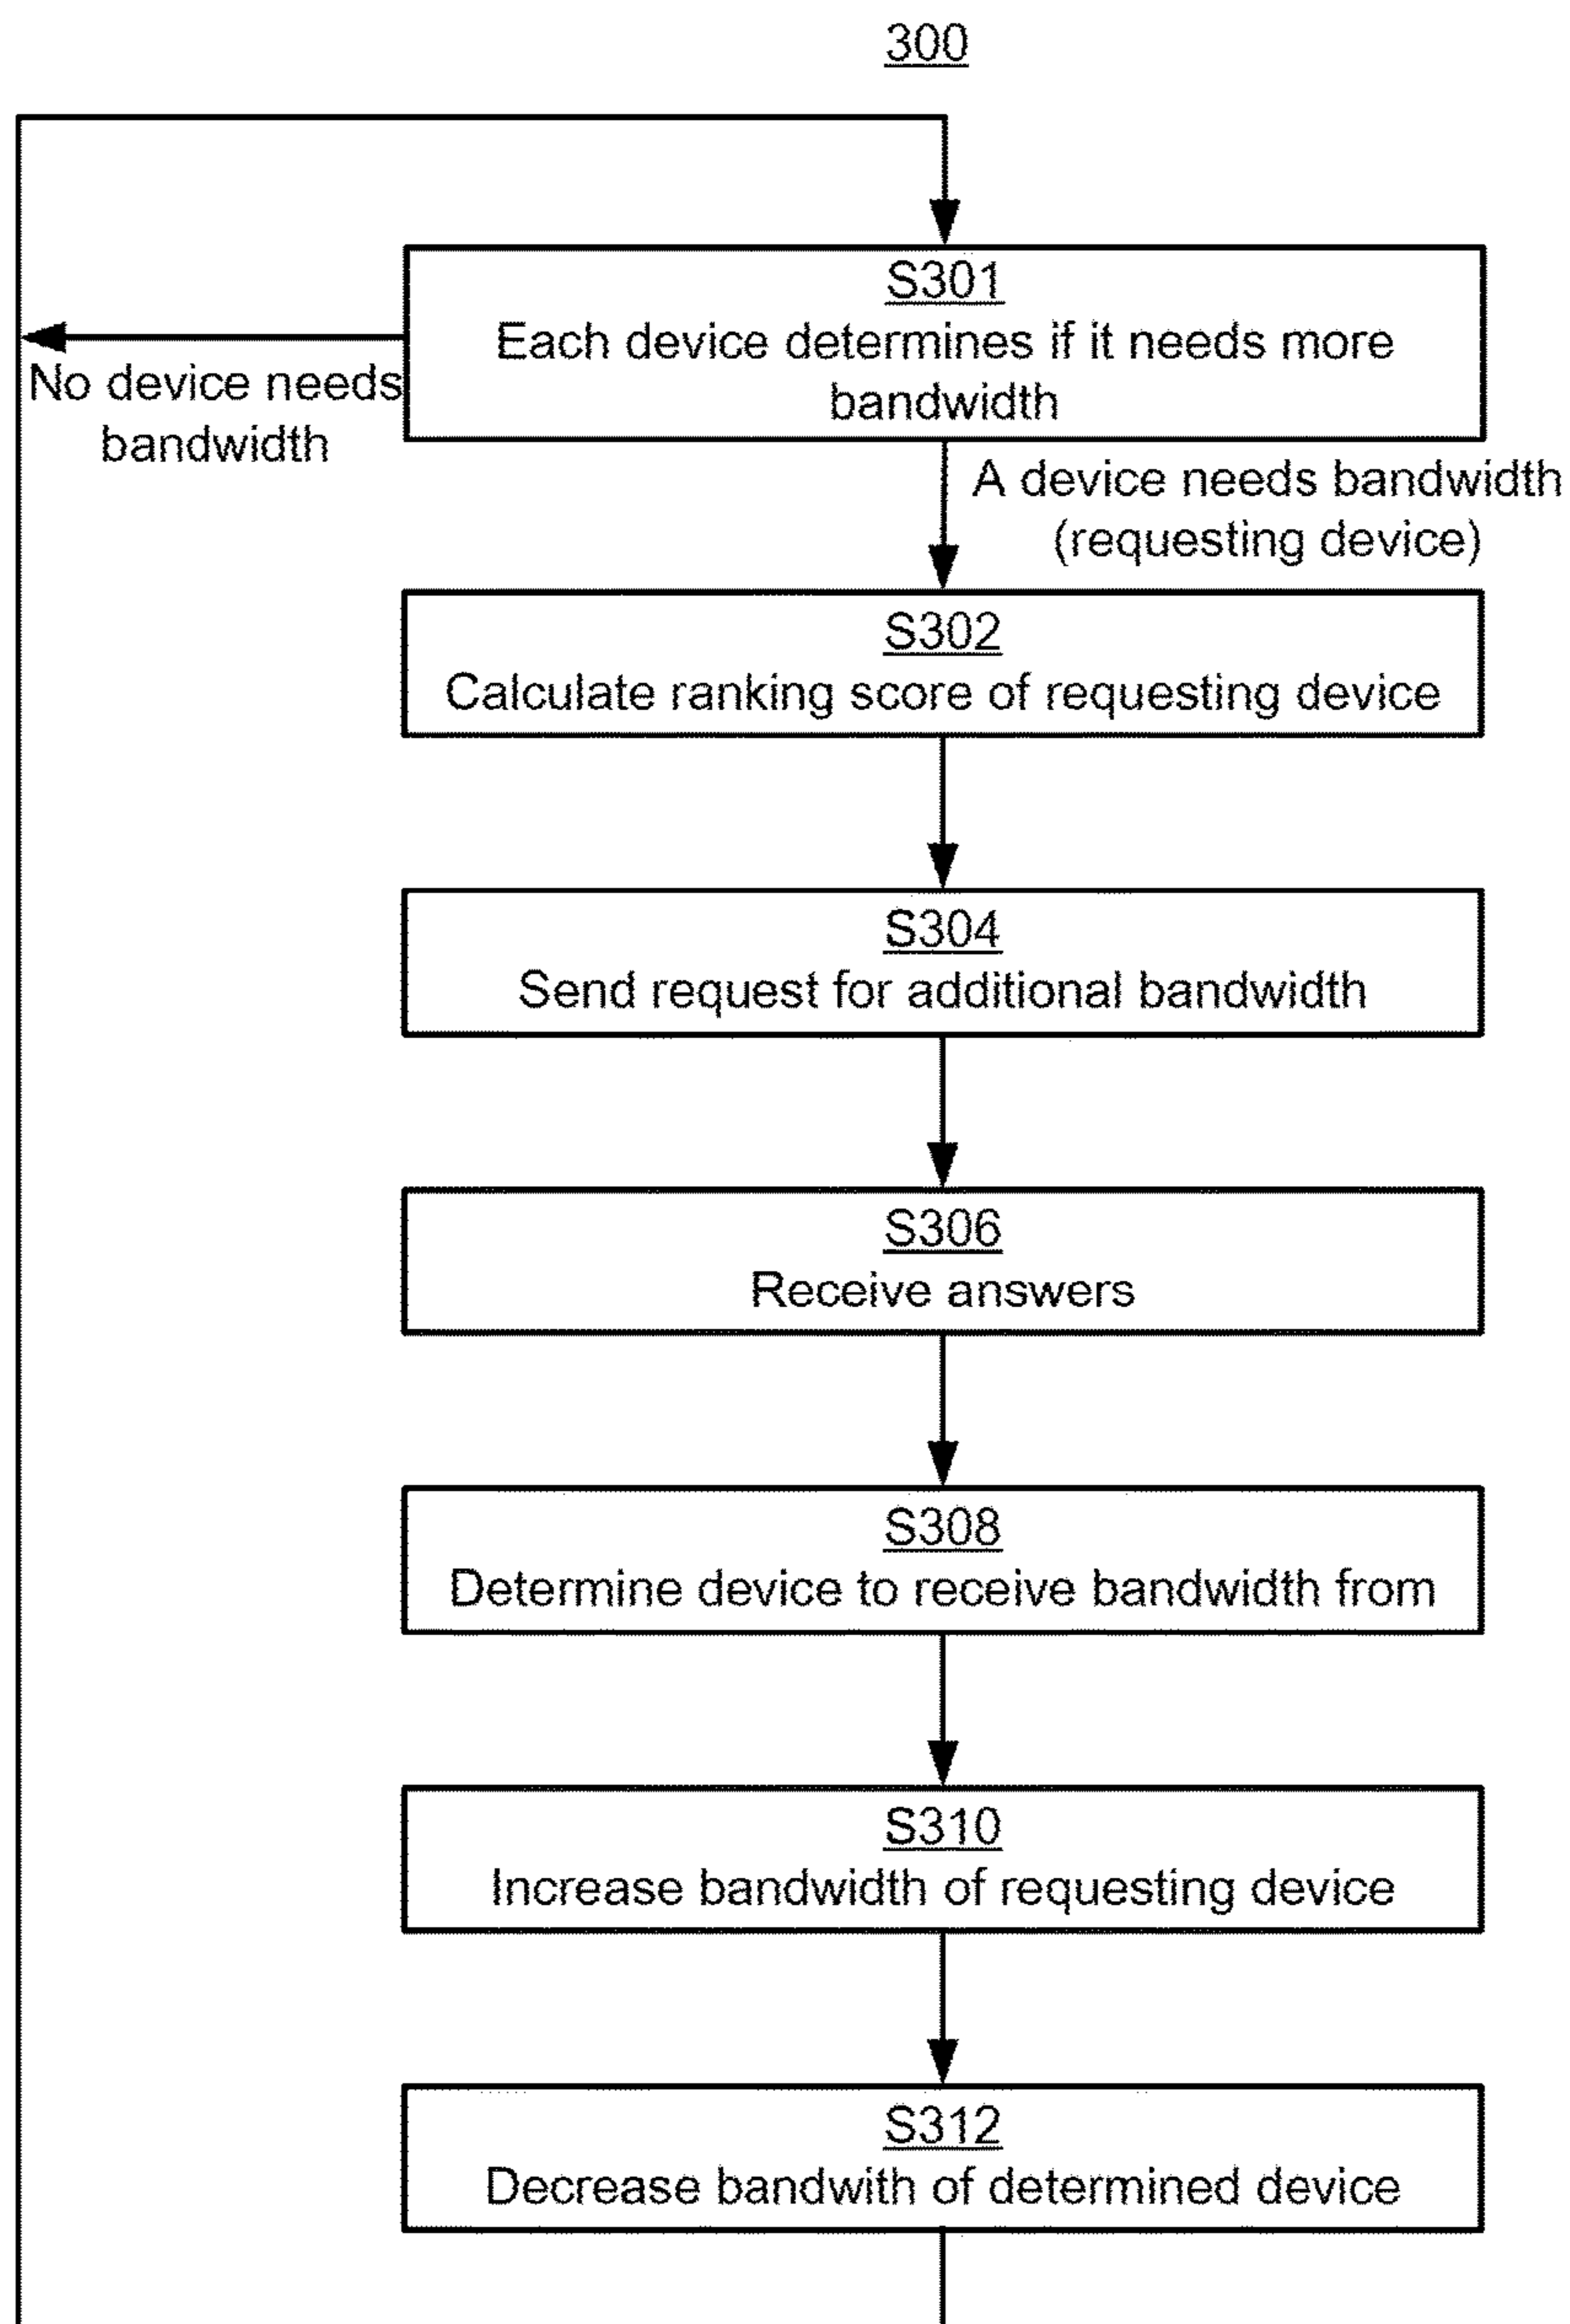 300
S301
Each device determines if it needs more
bandwidth
No device needs
bandwidth
A device needs bandwidth
(requesting device)
S302
Calculate ranking score of requesting device
S304
Send request for additional bandwidth
S306
Receive answers
S308
Determine device to receive bandwidth from
S310
Increase bandwidth of requesting device
S312
Decrease bandwith of determined device